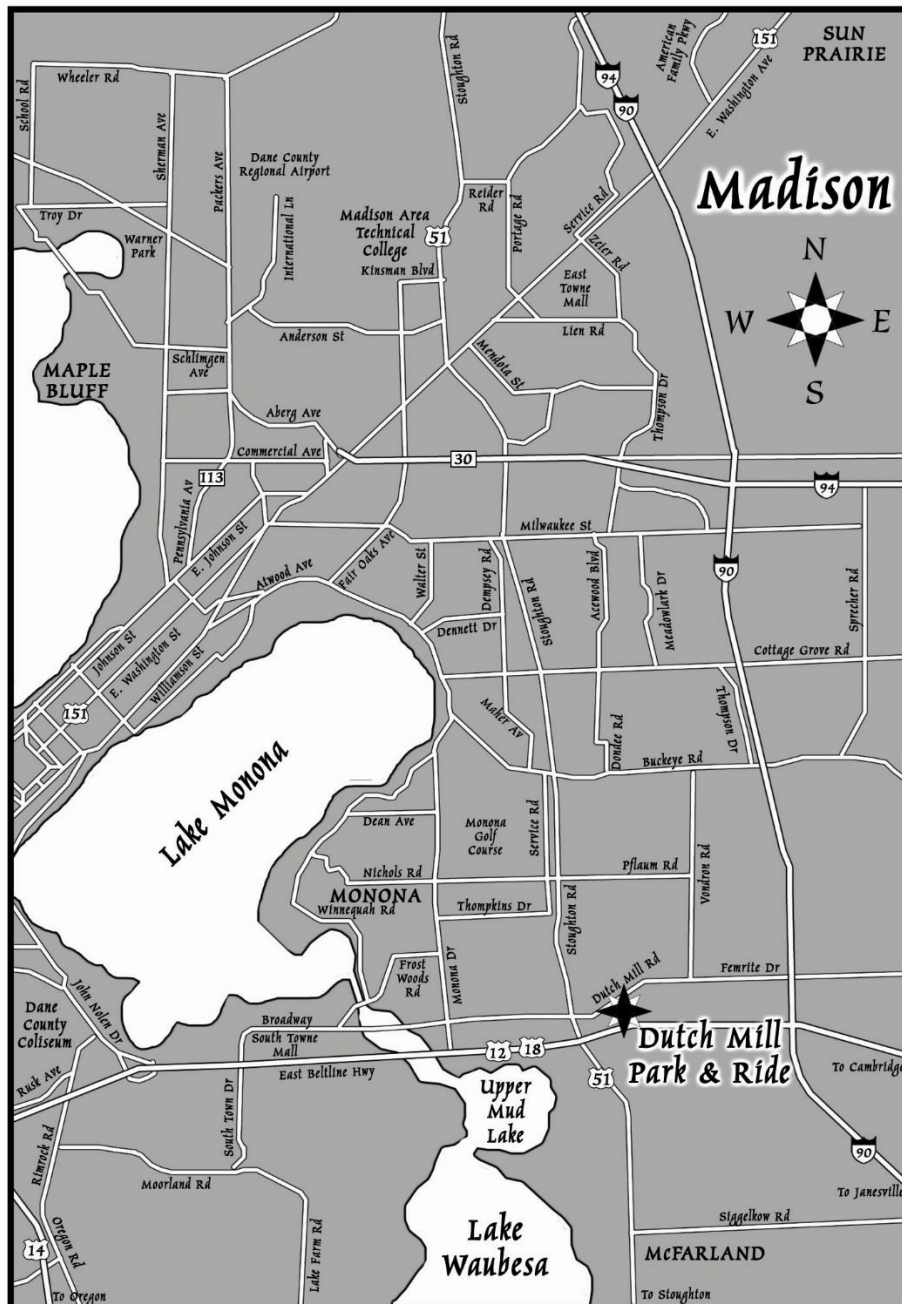 SUN
PRAIRIE
151
American
Family Pkwy
E. Washington Ave
94
90
Stoughton Rd
School Rd
Wheeler Rd
Sherman Ave
Packers Ave
Dane County
Regional Airport
International Ln
Madison Area
Technical
College
Kinsman Blvd
51
Reider
Rd
Portage Rd
Service Rd
Zeier Rd
East
Towne
Mall
Madison
N
W
E
S
Troy Dr
Warner
Park
Anderson St
Lien Rd
MAPLE
BLUFF
Schlimgen
Ave
Mendota St
Thompson Dr
Aberg Ave
Commercial Ave
30
113
94
Pennsylvania Av
E. Johnson St
Milwaukee St
Atwood Ave
Fair Oaks Ave
Walter St
Dempsey Rd
Stoughton Rd
Acewood Blvd
Meadowlark Dr
90
Sprecher Rd
Dennett Dr
Johnson St
E. Washington St
Williamson St
151
Cottage Grove Rd
Maher Av
Dondee Rd
Thompson Dr
Buckeye Rd
Lake Monona
Dean Ave
Monona
Golf
Course
Service Rd
Nichols Rd
Pflaum Rd
Vondron Rd
MONONA
Winnequah Rd
Thompkins Dr
Stoughton Rd
Frost
Woods
Rd
Monona Dr
Dutch Mill Rd
Femrite Dr
Dane
County
Coliseum
John Nolen Dr
Broadway
South Towne
Mall
12
18
East Beltline Hwy
Dutch Mill
Park & Ride
To Cambridge
51
Rusk Ave
Rimrock Rd
South Town Dr
Upper
Mud
Lake
Moorland Rd
90
To Janesville
Siggelkow Rd
Lake
Waubesa
McFARLAND
Lake Farm Rd
14
Oregon Rd
To Oregon
To Stoughton